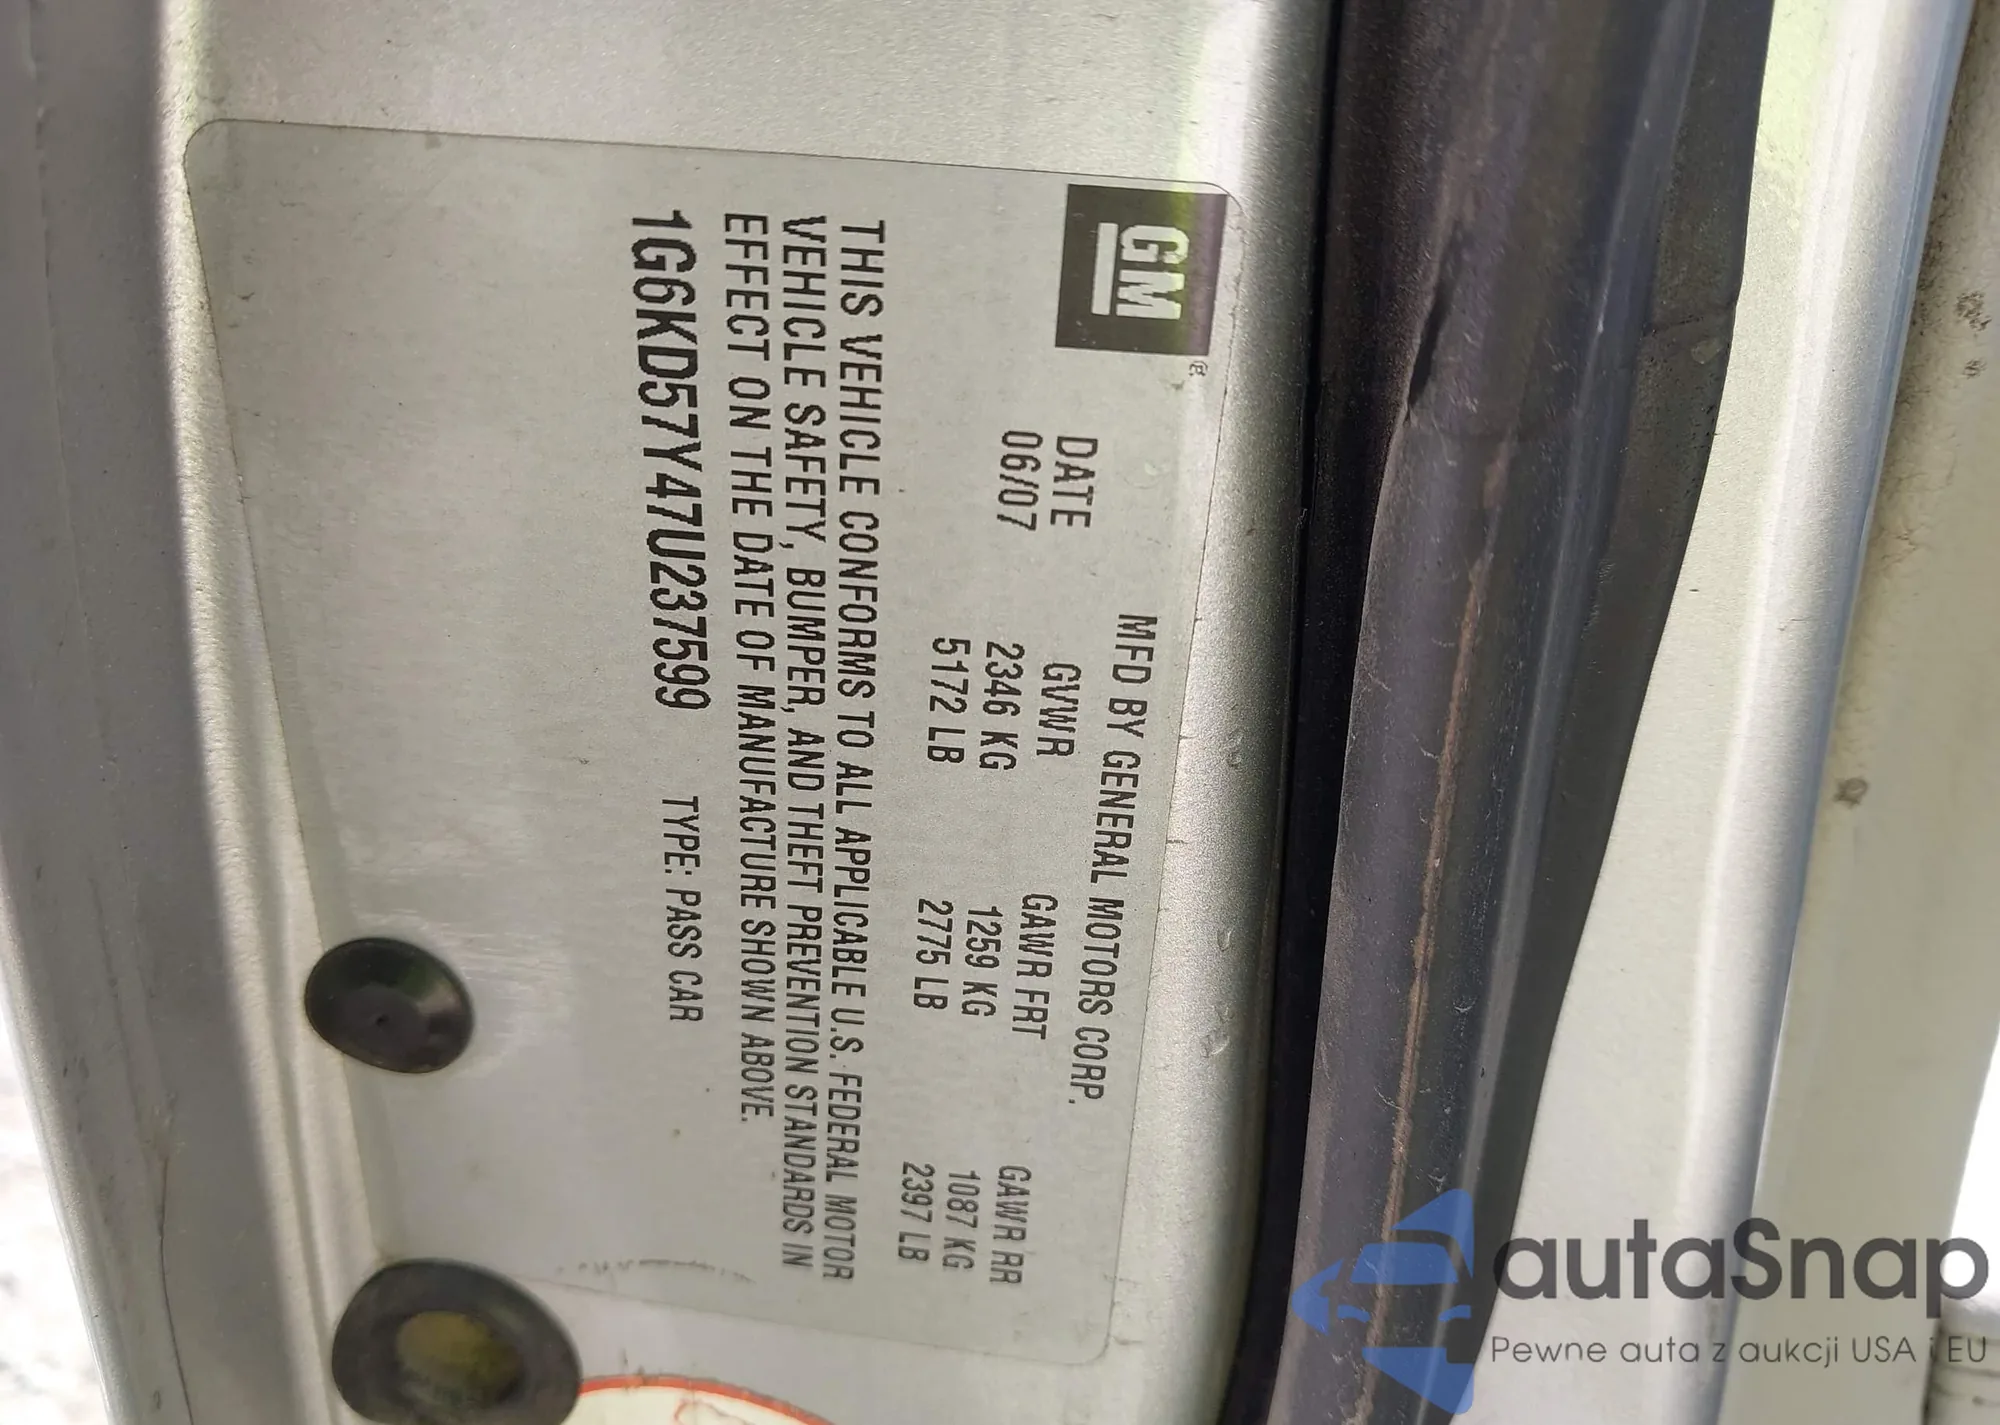 GM
MFD BY GENERAL MOTORS CORP.
DATE GVWR GAWR FRT GAWR RR
06/07 2346 KG 1259 KG 1087 KG
5172 LB 2775 LB 2397 LB
THIS VEHICLE CONFORMS TO ALL APPLICABLE U.S. FEDERAL MOTOR
VEHICLE SAFETY, BUMPER, AND THEFT PREVENTION STANDARDS IN
EFFECT ON THE DATE OF MANUFACTURE SHOWN ABOVE.
1G6KD57Y47U237599 TYPE: PASS CAR
autaSnap
Pewne auta z aukcji USA i EU